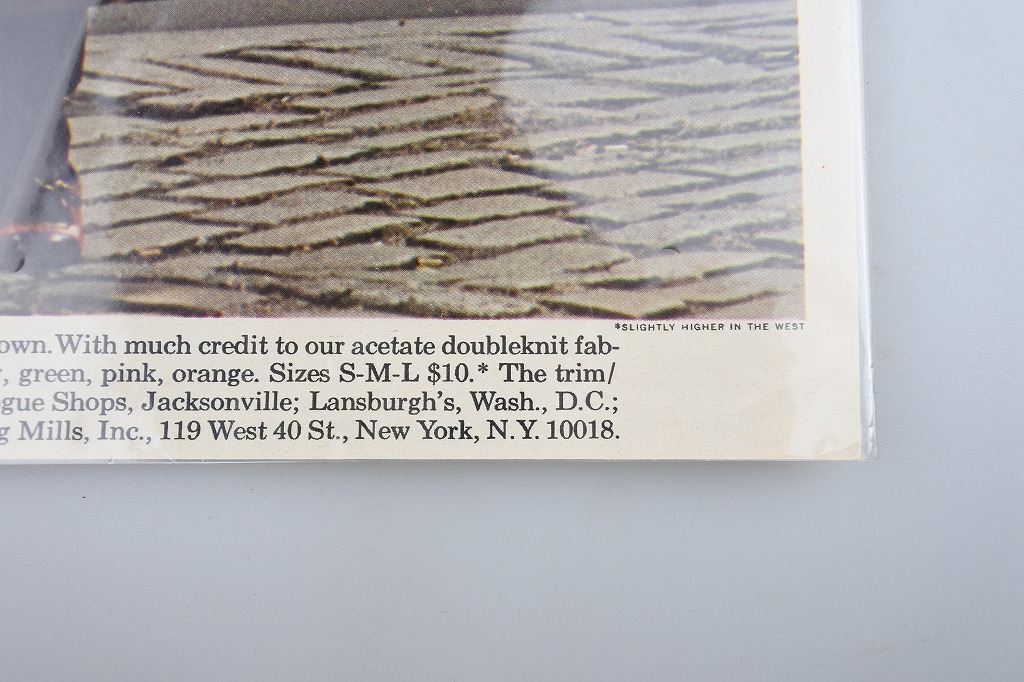 *SLIGHTLY HIGHER IN THE WEST
own. With much credit to our acetate doubleknit fab-
, green, pink, orange. Sizes S-M-L $10.* The trim/
gue Shops, Jacksonville; Lansburgh's, Wash., D.C.;
g Mills, Inc., 119 West 40 St., New York, N.Y. 10018.